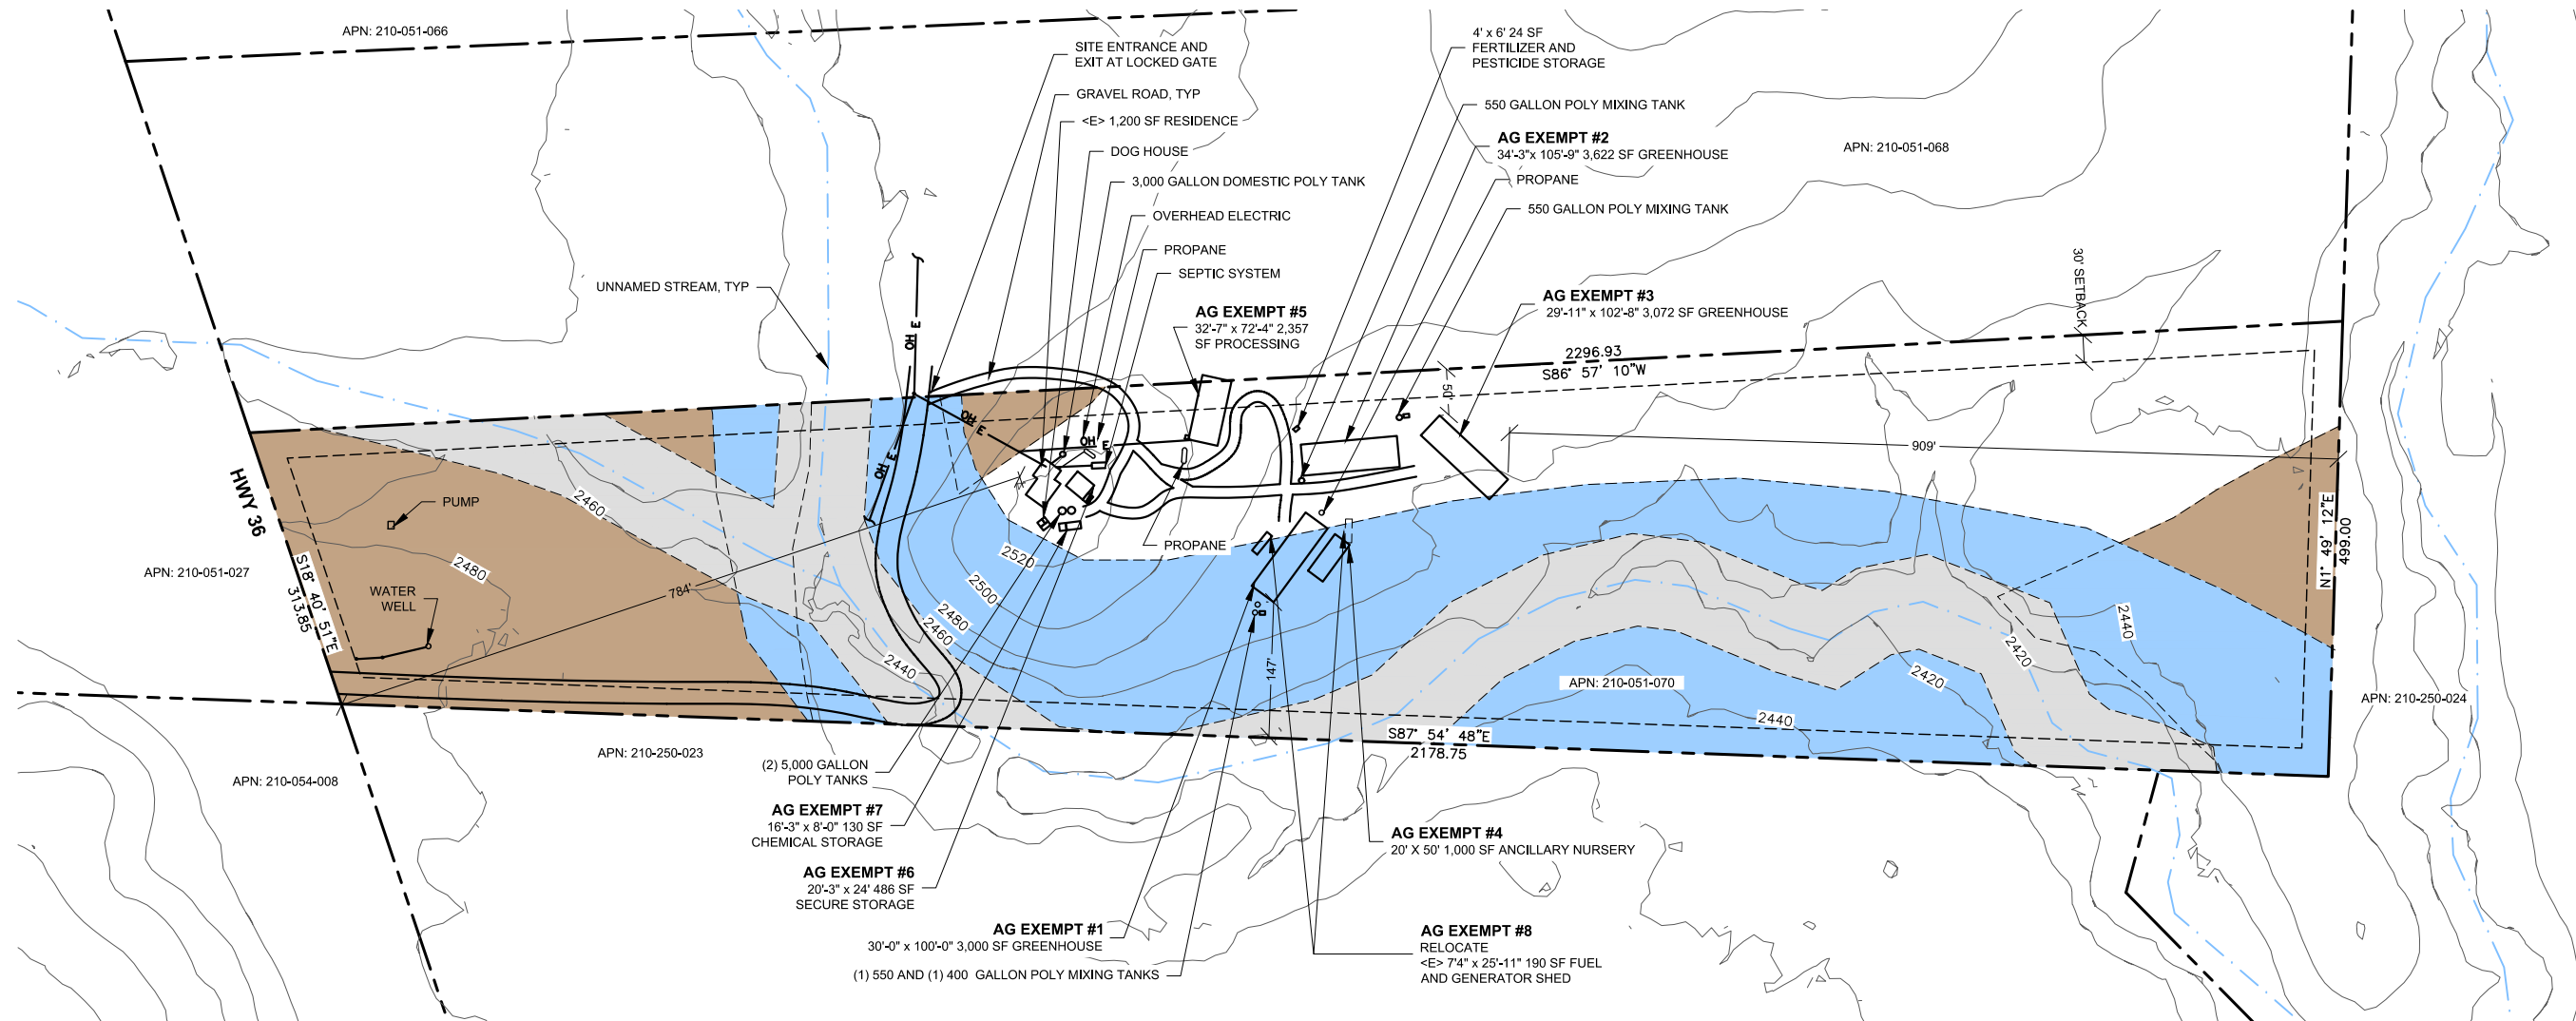 APN: 210-051-066
SITE ENTRANCE AND
EXIT AT LOCKED GATE
GRAVEL ROAD, TYP
<E> 1,200 SF RESIDENCE
DOG HOUSE
3,000 GALLON DOMESTIC POLY TANK
OVERHEAD ELECTRIC
PROPANE
SEPTIC SYSTEM
AG EXEMPT #5
32'-7" x 72'-4" 2,357
SF PROCESSING
4' x 6' 24 SF
FERTILIZER AND
PESTICIDE STORAGE
550 GALLON POLY MIXING TANK
AG EXEMPT #2
34'-3"x 105'-9" 3,622 SF GREENHOUSE
PROPANE
550 GALLON POLY MIXING TANK
APN: 210-051-068
AG EXEMPT #3
29'-11" x 102'-8" 3,072 SF GREENHOUSE
30' SETBACK
UNNAMED STREAM, TYP
2296.93
S86° 57' 10"W
50'
909'
OH E
OH E
OH E
OH E
HWY 36
PUMP
WATER
WELL
APN: 210-051-027
S18° 40' 51"E
313.85
2460
2480
784'
2520
2500
2480
2460
2440
PROPANE
147'
N1° 49' 12"E
499.00
2440
2420
2420
2440
APN: 210-051-070
APN: 210-250-024
S87° 54' 48"E
2178.75
APN: 210-250-023
APN: 210-054-008
(2) 5,000 GALLON
POLY TANKS
AG EXEMPT #7
16'-3" x 8'-0" 130 SF
CHEMICAL STORAGE
AG EXEMPT #6
20'-3" x 24' 486 SF
SECURE STORAGE
AG EXEMPT #1
30'-0" x 100'-0" 3,000 SF GREENHOUSE
(1) 550 AND (1) 400 GALLON POLY MIXING TANKS
AG EXEMPT #4
20' X 50' 1,000 SF ANCILLARY NURSERY
AG EXEMPT #8
RELOCATE
<E> 7'4" x 25'-11" 190 SF FUEL
AND GENERATOR SHED